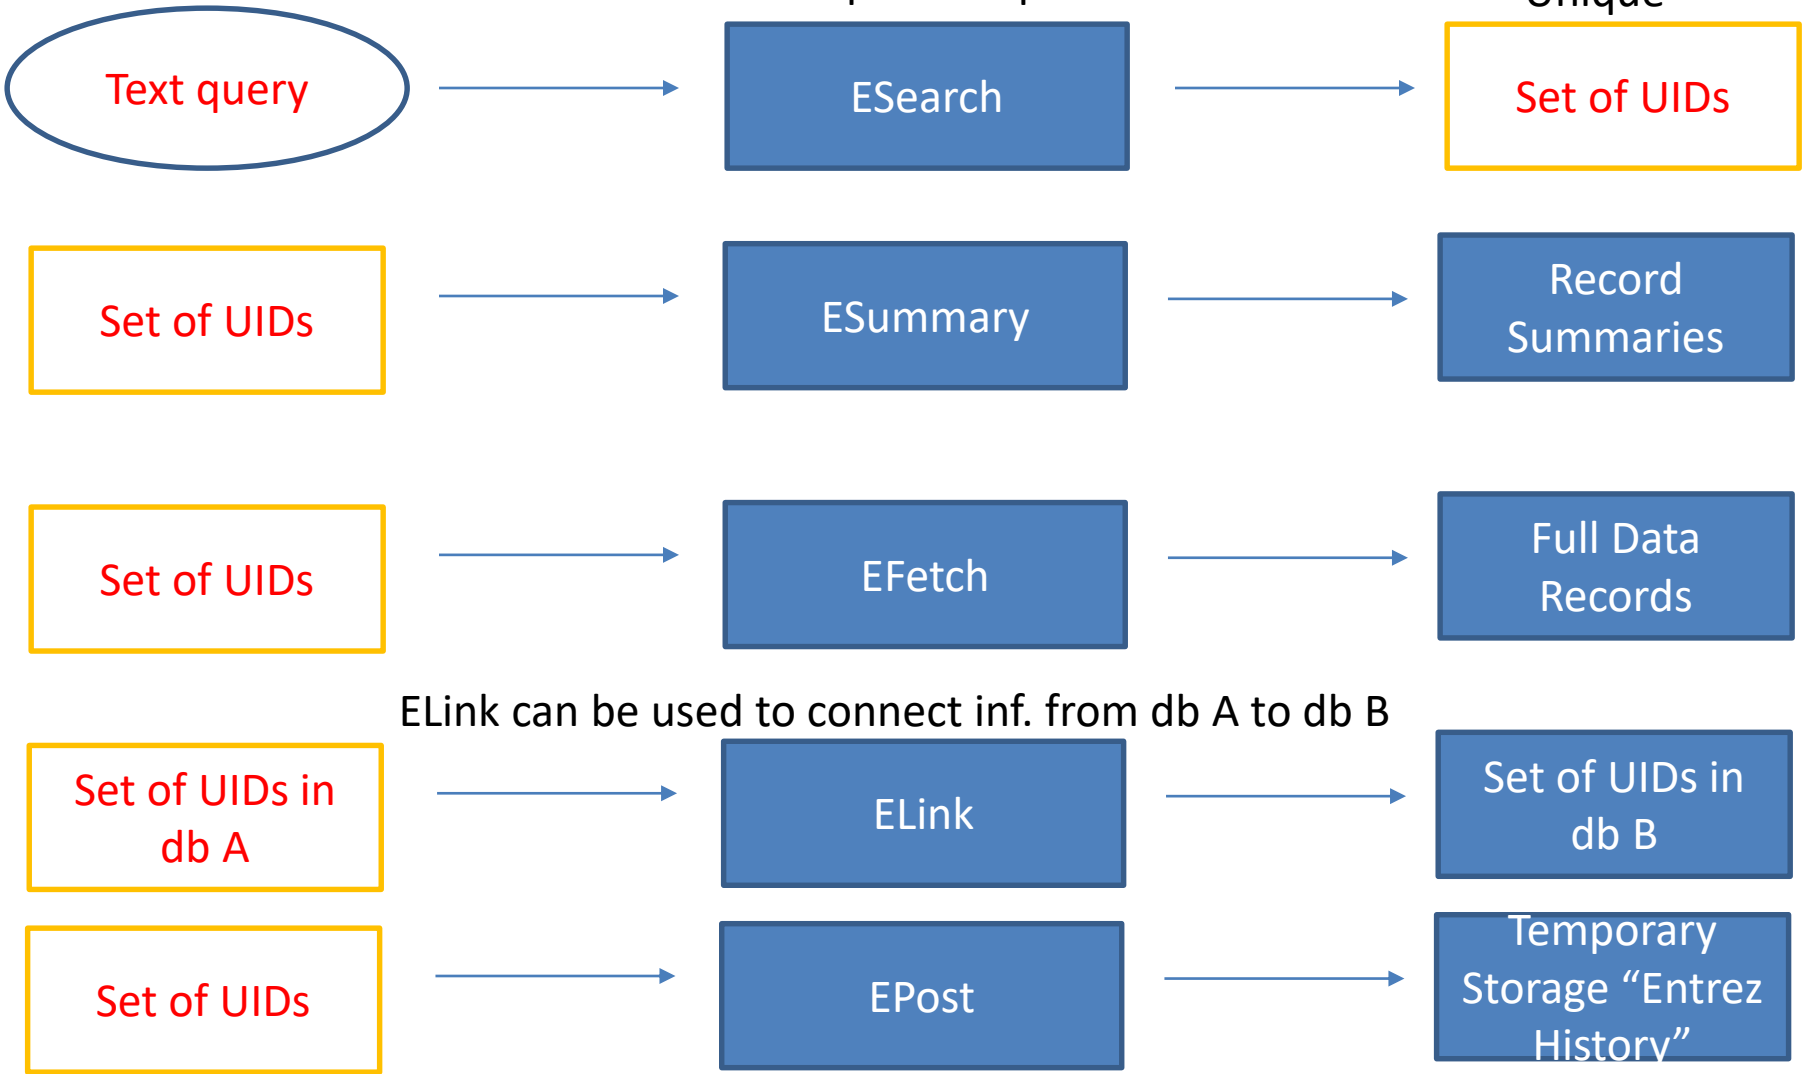 Unique
Text query
ESearch
Set of UIDs
Set of UIDs
ESummary
Record
Summaries
Set of UIDs
EFetch
Full Data
Records
ELink can be used to connect inf. from db A to db B
Set of UIDs in
db A
ELink
Set of UIDs in
db B
Set of UIDs
EPost
Temporary
Storage “Entrez
History”